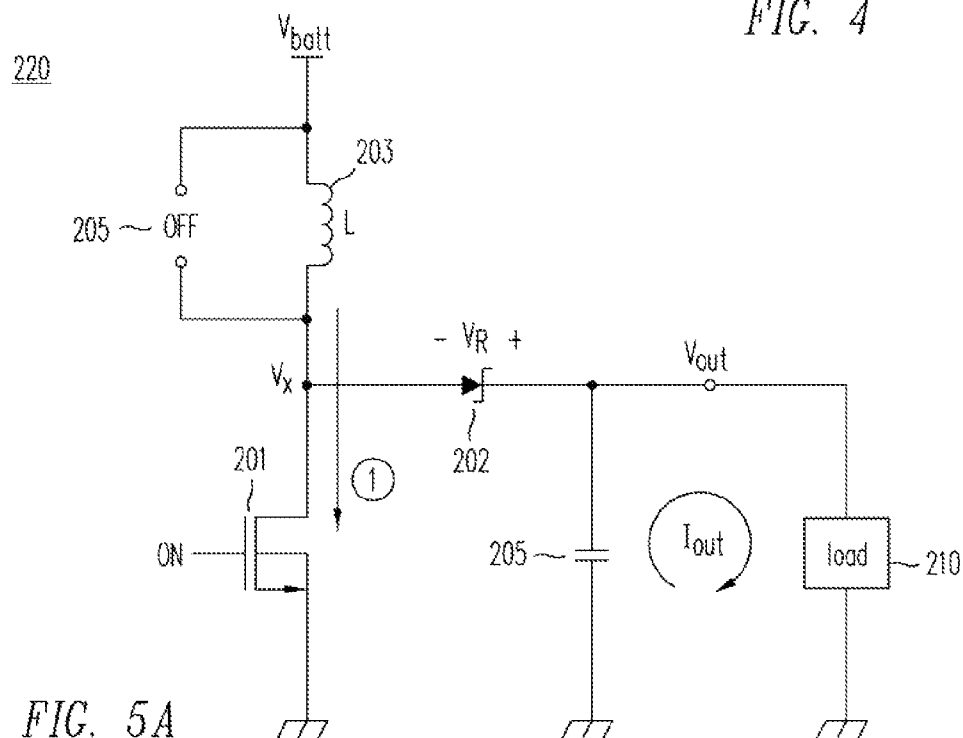 FIG. 4
V_batt
220
203
205 OFF
L
- V_R +
V_out
V_x
202
201
1
ON
205
I_out
load
210
FIG. 5A